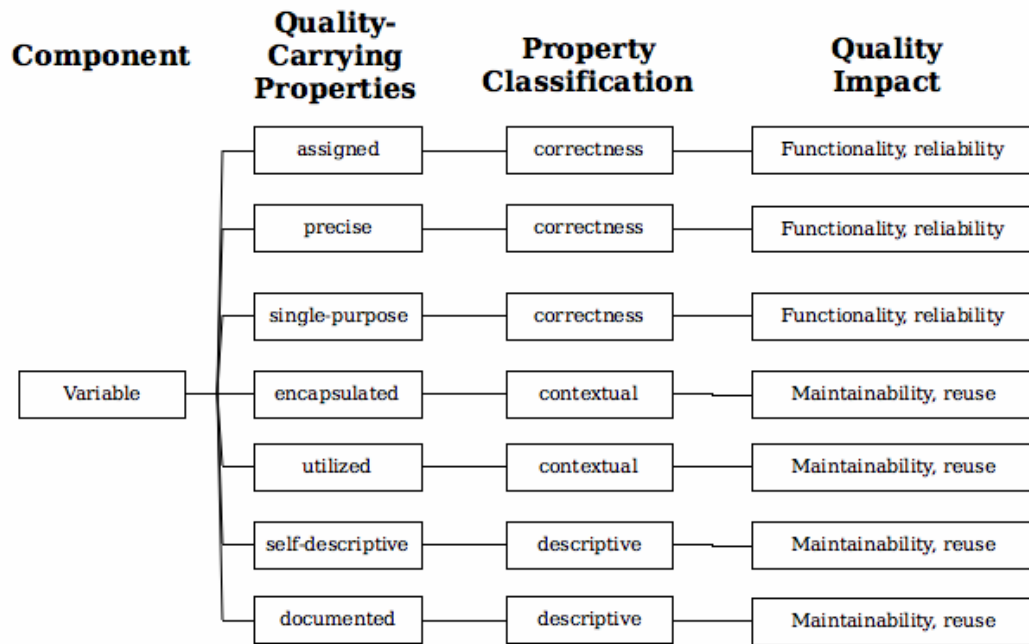 Component
Quality-
Carrying
Properties
Property
Classification
Quality
Impact
assigned
correctness
Functionality, reliability
precise
correctness
Functionality, reliability
single-purpose
correctness
Functionality, reliability
Variable
encapsulated
contextual
Maintainability, reuse
utilized
contextual
Maintainability, reuse
self-descriptive
descriptive
Maintainability, reuse
documented
descriptive
Maintainability, reuse